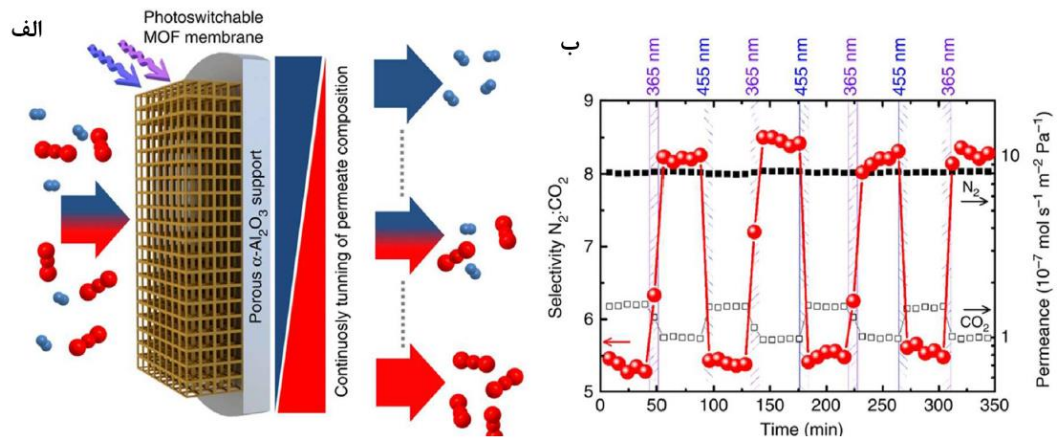 الف
Photoswitchable
MOF membrane
Porous α-Al₂O₃ support
Continuously tunning of permeate composition
ب
365 nm
455 nm
365 nm
455 nm
365 nm
455 nm
365 nm
9
8
7
6
5
Selectivity N₂:CO₂
N₂
CO₂
10
1
Permeance (10⁻⁷ mol s⁻¹ m⁻² Pa⁻¹)
0 50 100 150 200 250 300 350
Time (min)